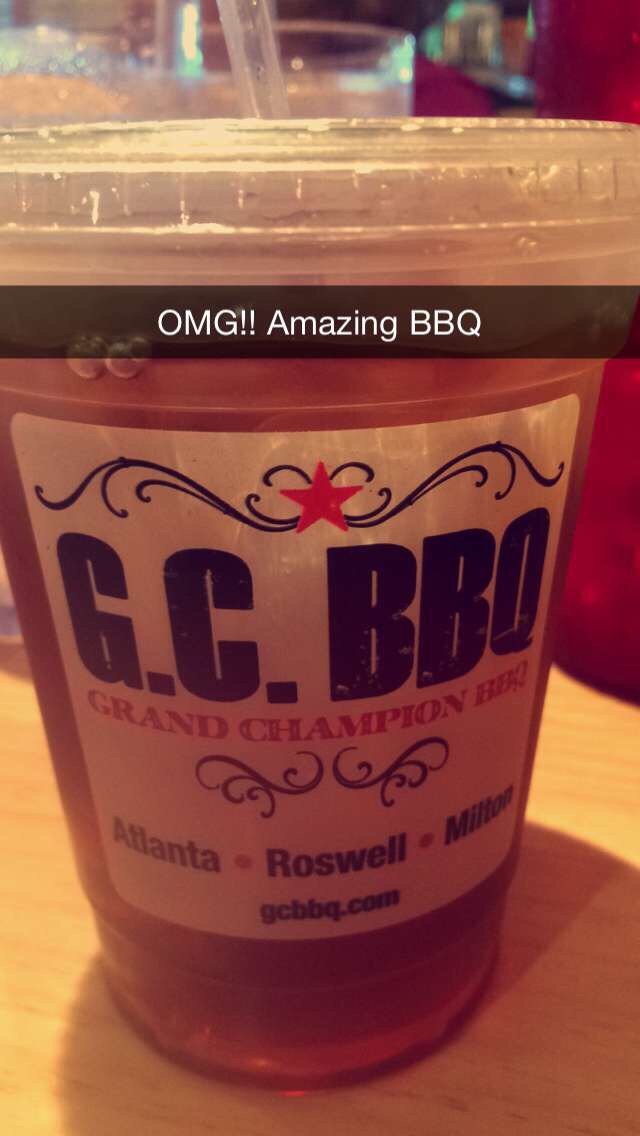 OMG!! Amazing BBQ
G.C. BBQ
GRAND CHAMPION BBQ
Atlanta • Roswell • Milton
gcbbq.com